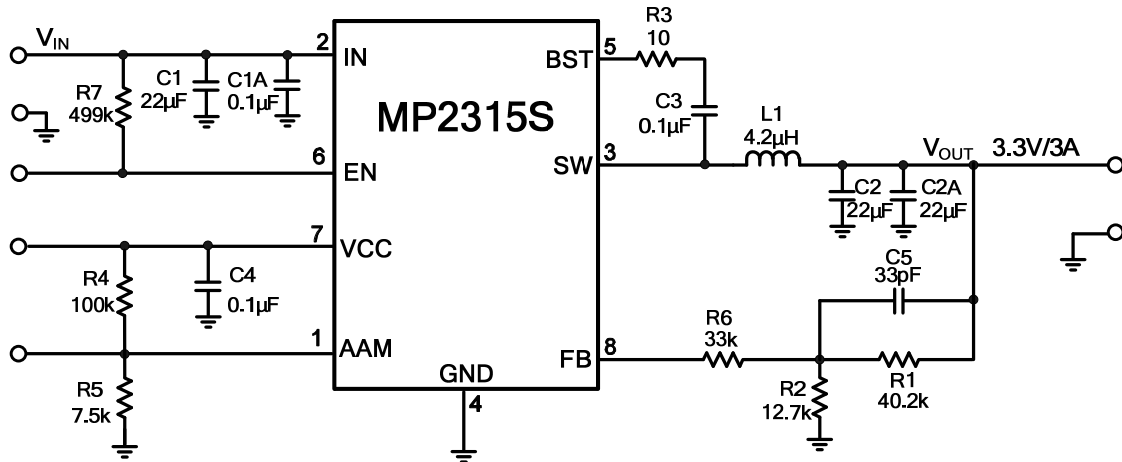 VIN
2
IN
R7
499k
C1
22µF
C1A
0.1µF
6
EN
7
VCC
R4
100k
C4
0.1µF
1
AAM
R5
7.5k
MP2315S
GND
4
BST
5
R3
10
C3
0.1µF
SW
3
L1
4.2µH
VOUT
3.3V/3A
C2
22µF
C2A
22µF
C5
33pF
FB
8
R6
33k
R2
12.7k
R1
40.2k